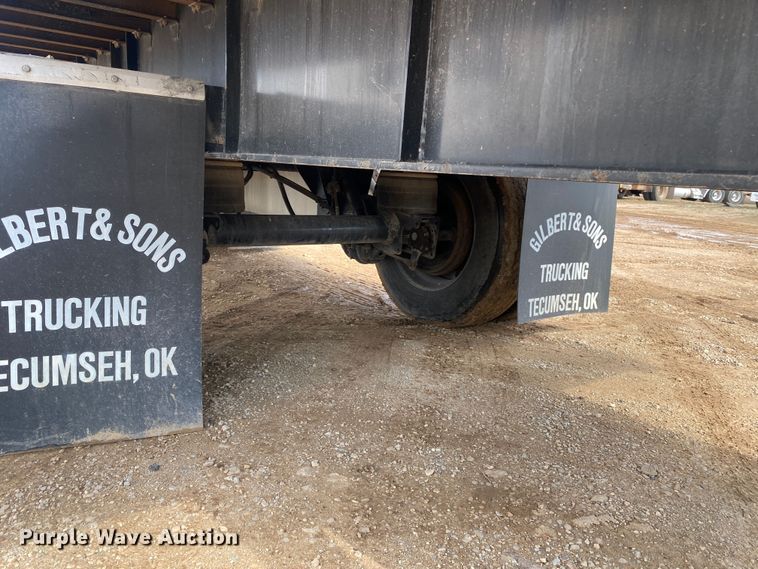 LBERT & SONS
TRUCKING
ECUMSEH, OK
GILBERT & SONS
TRUCKING
TECUMSEH, OK
Purple Wave Auction